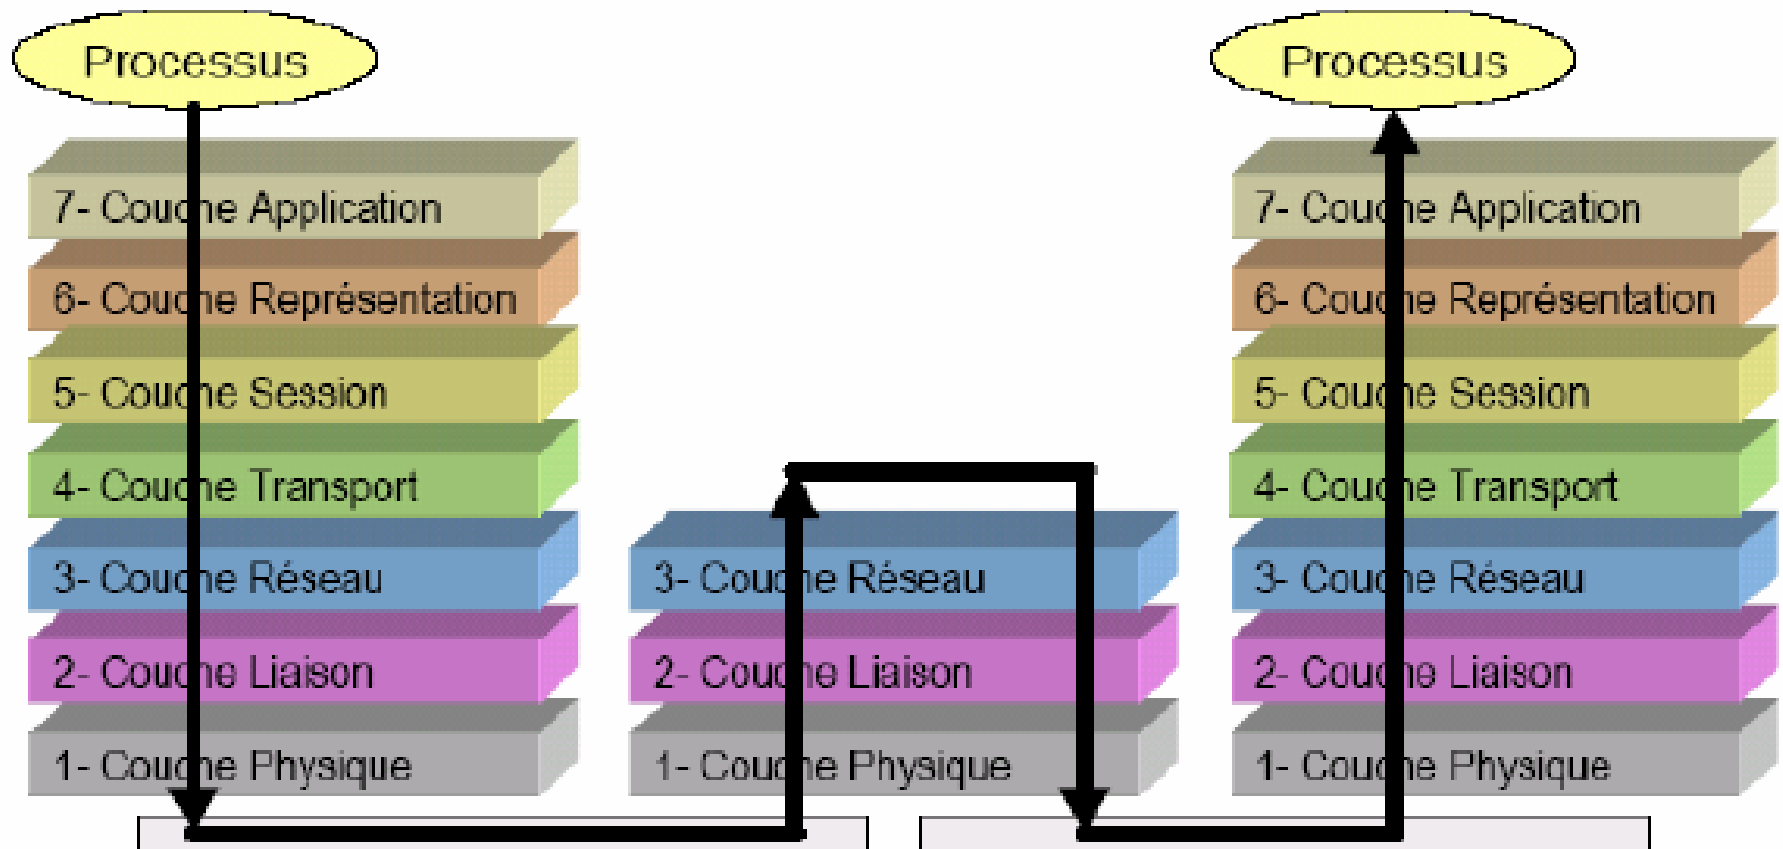 Processus
7- Couche Application
6- Couche Représentation
5- Couche Session
4- Couche Transport
3- Couche Réseau
2- Couche Liaison
1- Couche Physique
3- Couche Réseau
2- Couche Liaison
1- Couche Physique
Processus
7- Couche Application
6- Couche Représentation
5- Couche Session
4- Couche Transport
3- Couche Réseau
2- Couche Liaison
1- Couche Physique